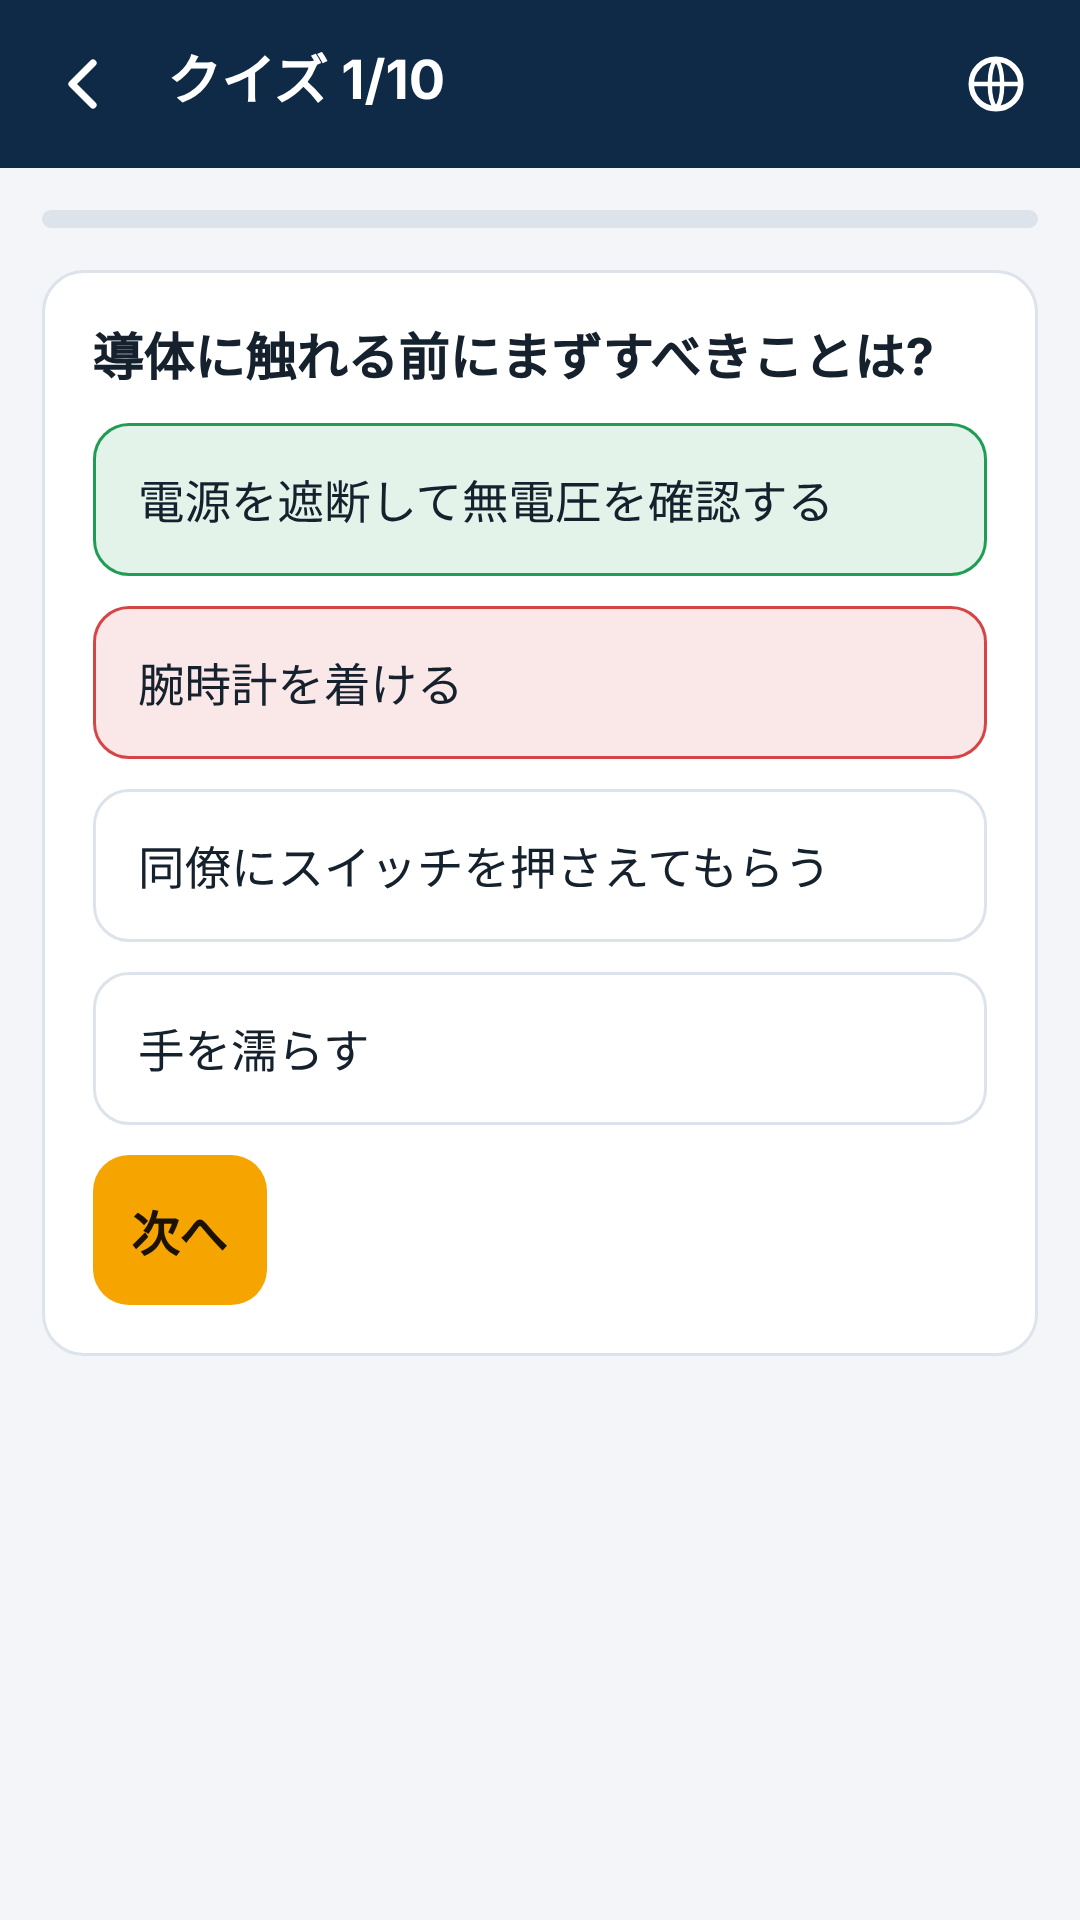 クイズ 1/10
導体に触れる前にまずすべきことは?
電源を遮断して無電圧を確認する
腕時計を着ける
同僚にスイッチを押さえてもらう
手を濡らす
次へ